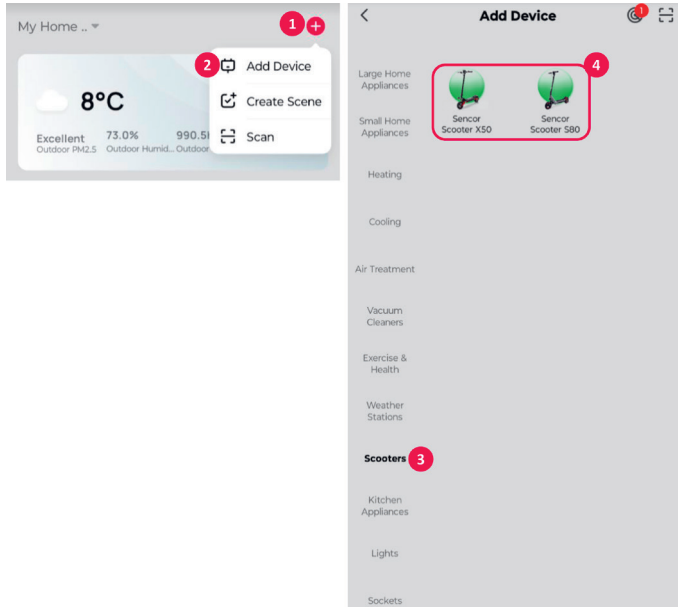 My Home ..
1
2
Add Device
Create Scene
Scan
8°C
Excellent
Outdoor PM2.5
73.0%
Outdoor Humid...
990.5
Outdoor
Add Device
1
Large Home
Appliances
Small Home
Appliances
Heating
Cooling
Air Treatment
Vacuum
Cleaners
Exercise &
Health
Weather
Stations
Scooters
3
Kitchen
Appliances
Lights
Sockets
4
Sencor
Scooter X50
Sencor
Scooter S80